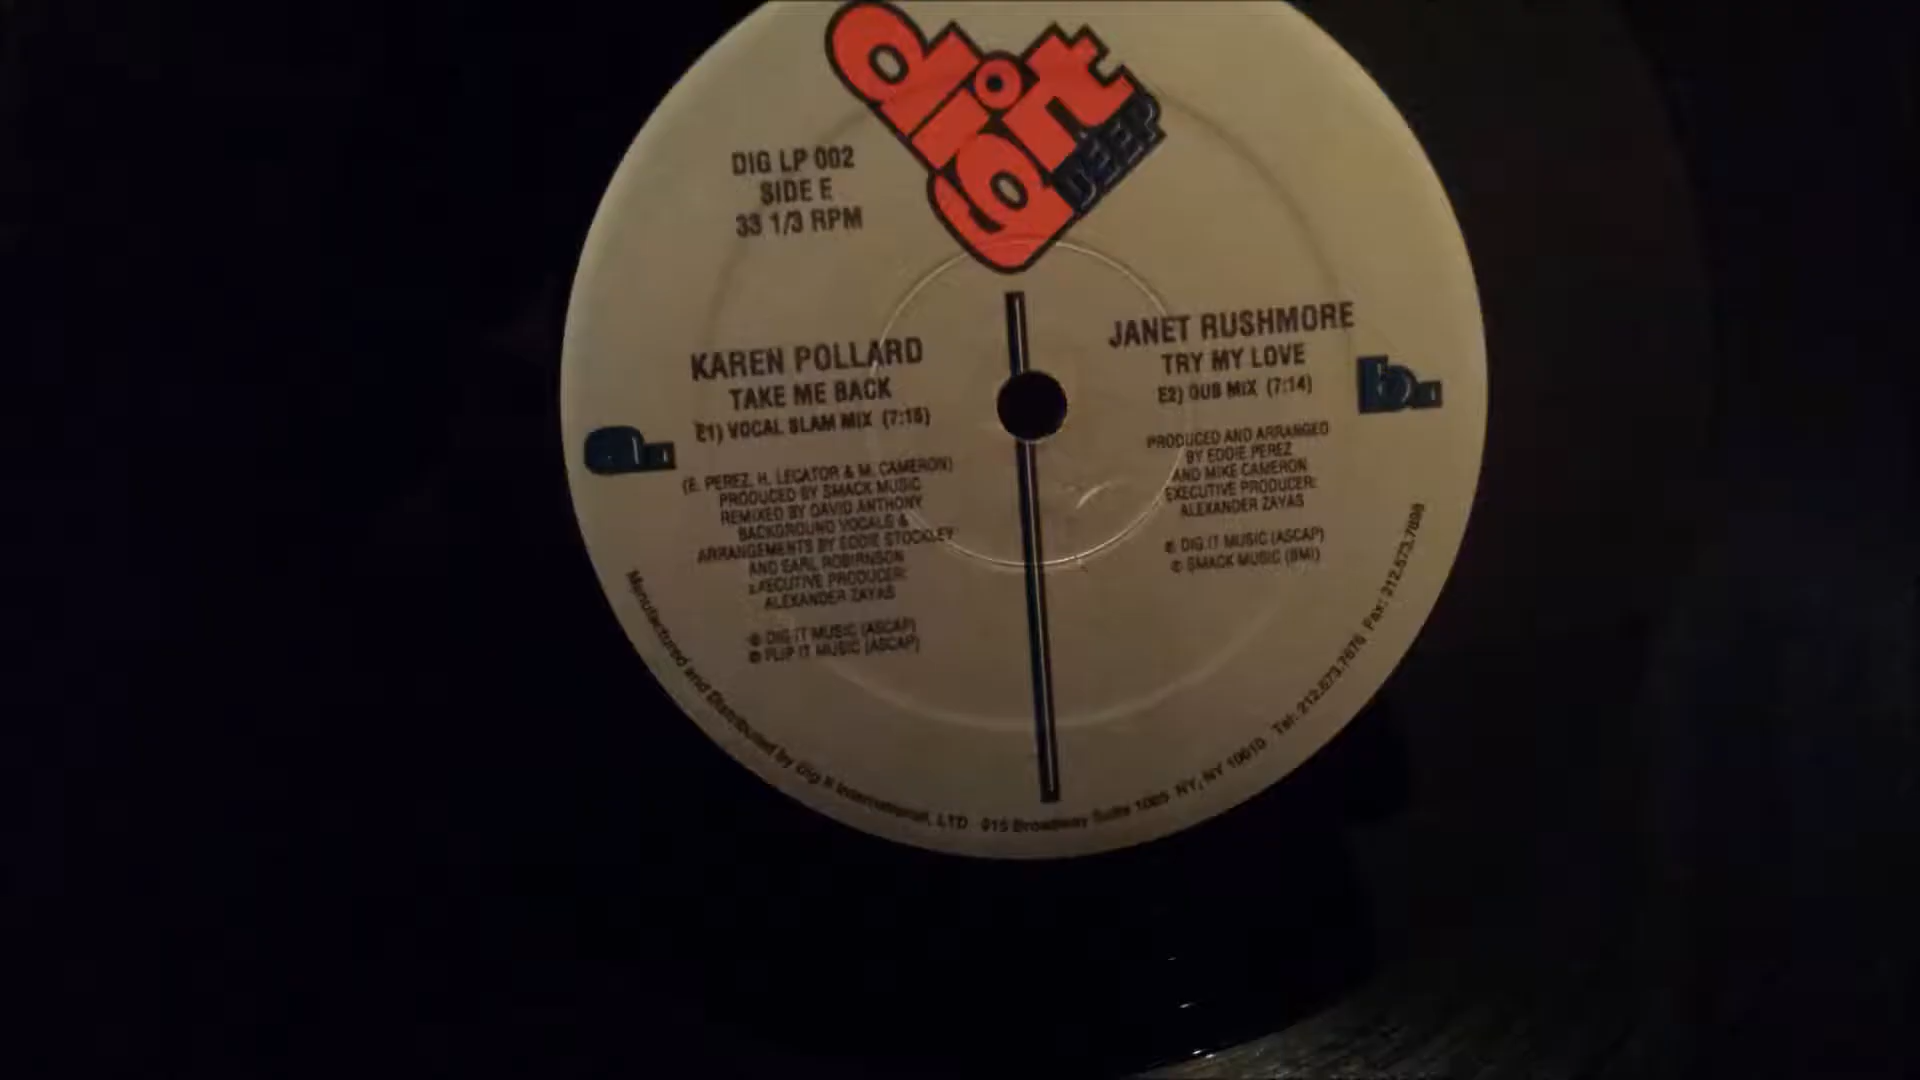 dig it
DEEP
DIG LP 002
SIDE E
33 1/3 RPM
KAREN POLLARD
TAKE ME BACK
E1) VOCAL SLAM MIX (7:15)
(E. PEREZ, H. LECATOR & M. CAMERON)
PRODUCED BY SMACK MUSIC
REMIXED BY DAVID ANTHONY
BACKGROUND VOCALS &
ARRANGEMENTS BY EDDIE STOCKLEY
AND EARL ROBIRNSON
EXECUTIVE PRODUCER:
ALEXANDER ZAYAS
℗ DIG IT MUSIC (ASCAP)
© FLIP IT MUSIC (ASCAP)
JANET RUSHMORE
TRY MY LOVE
E2) DUB MIX (7:14)
PRODUCED AND ARRANGED
BY EDDIE PEREZ
AND MIKE CAMERON
EXECUTIVE PRODUCER:
ALEXANDER ZAYAS
℗ DIG IT MUSIC (ASCAP)
© SMACK MUSIC (BMI)
Manufactured and Distributed by Dig It International, LTD 915 Broadway Suite 1005 NY, NY 10010 Tel: 212.673.7676 Fax: 212.673.7898